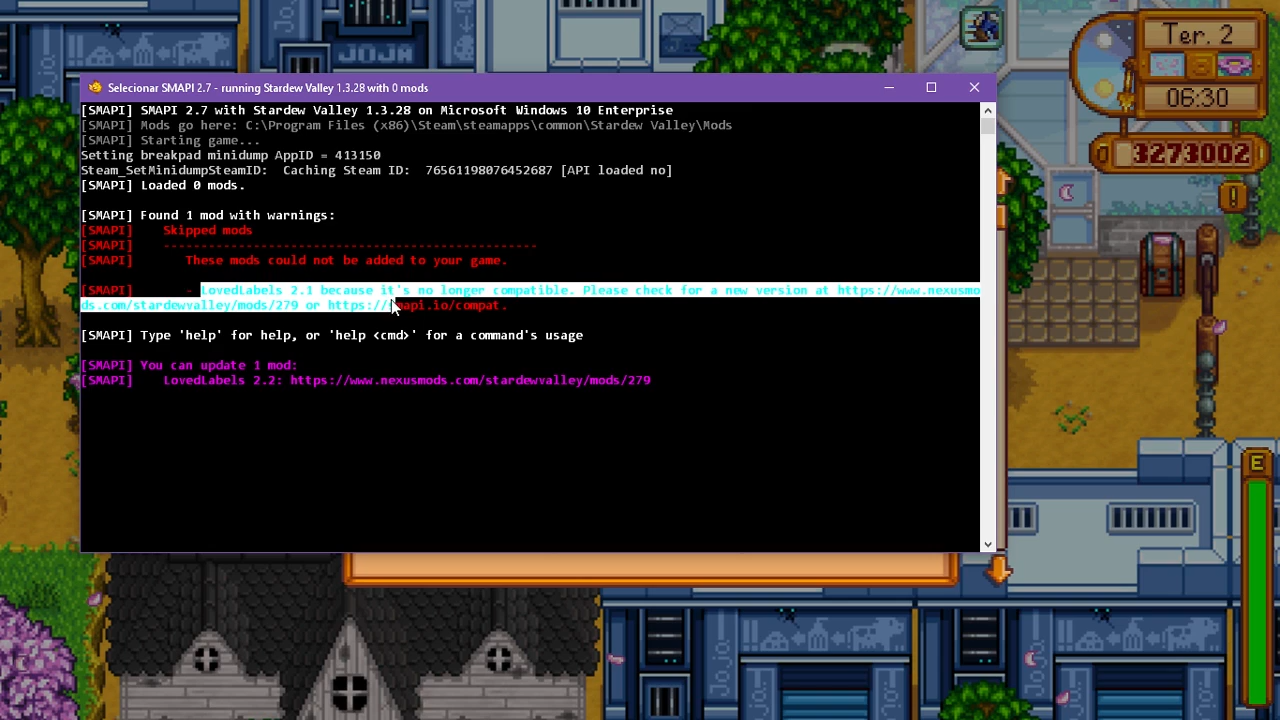 JOJA
Ter. 2
06:30
3273002
Selecionar SMAPI 2.7 - running Stardew Valley 1.3.28 with 0 mods
[SMAPI] SMAPI 2.7 with Stardew Valley 1.3.28 on Microsoft Windows 10 Enterprise
[SMAPI] Mods go here: C:\Program Files (x86)\Steam\steamapps\common\Stardew Valley\Mods
[SMAPI] Starting game...
Setting breakpad minidump AppID = 413150
Steam_SetMinidumpSteamID:  Caching Steam ID:  76561198076452687 [API loaded no]
[SMAPI] Loaded 0 mods.
[SMAPI] Found 1 mod with warnings:
[SMAPI]    Skipped mods
[SMAPI]    --------------------------------------------------
[SMAPI]       These mods could not be added to your game.
[SMAPI]       - LovedLabels 2.1 because it's no longer compatible. Please check for a new version at https://www.nexusmo
ds.com/stardewvalley/mods/279 or https://smapi.io/compat.
[SMAPI] Type 'help' for help, or 'help <cmd>' for a command's usage
[SMAPI] You can update 1 mod:
[SMAPI]    LovedLabels 2.2: https://www.nexusmods.com/stardewvalley/mods/279
E